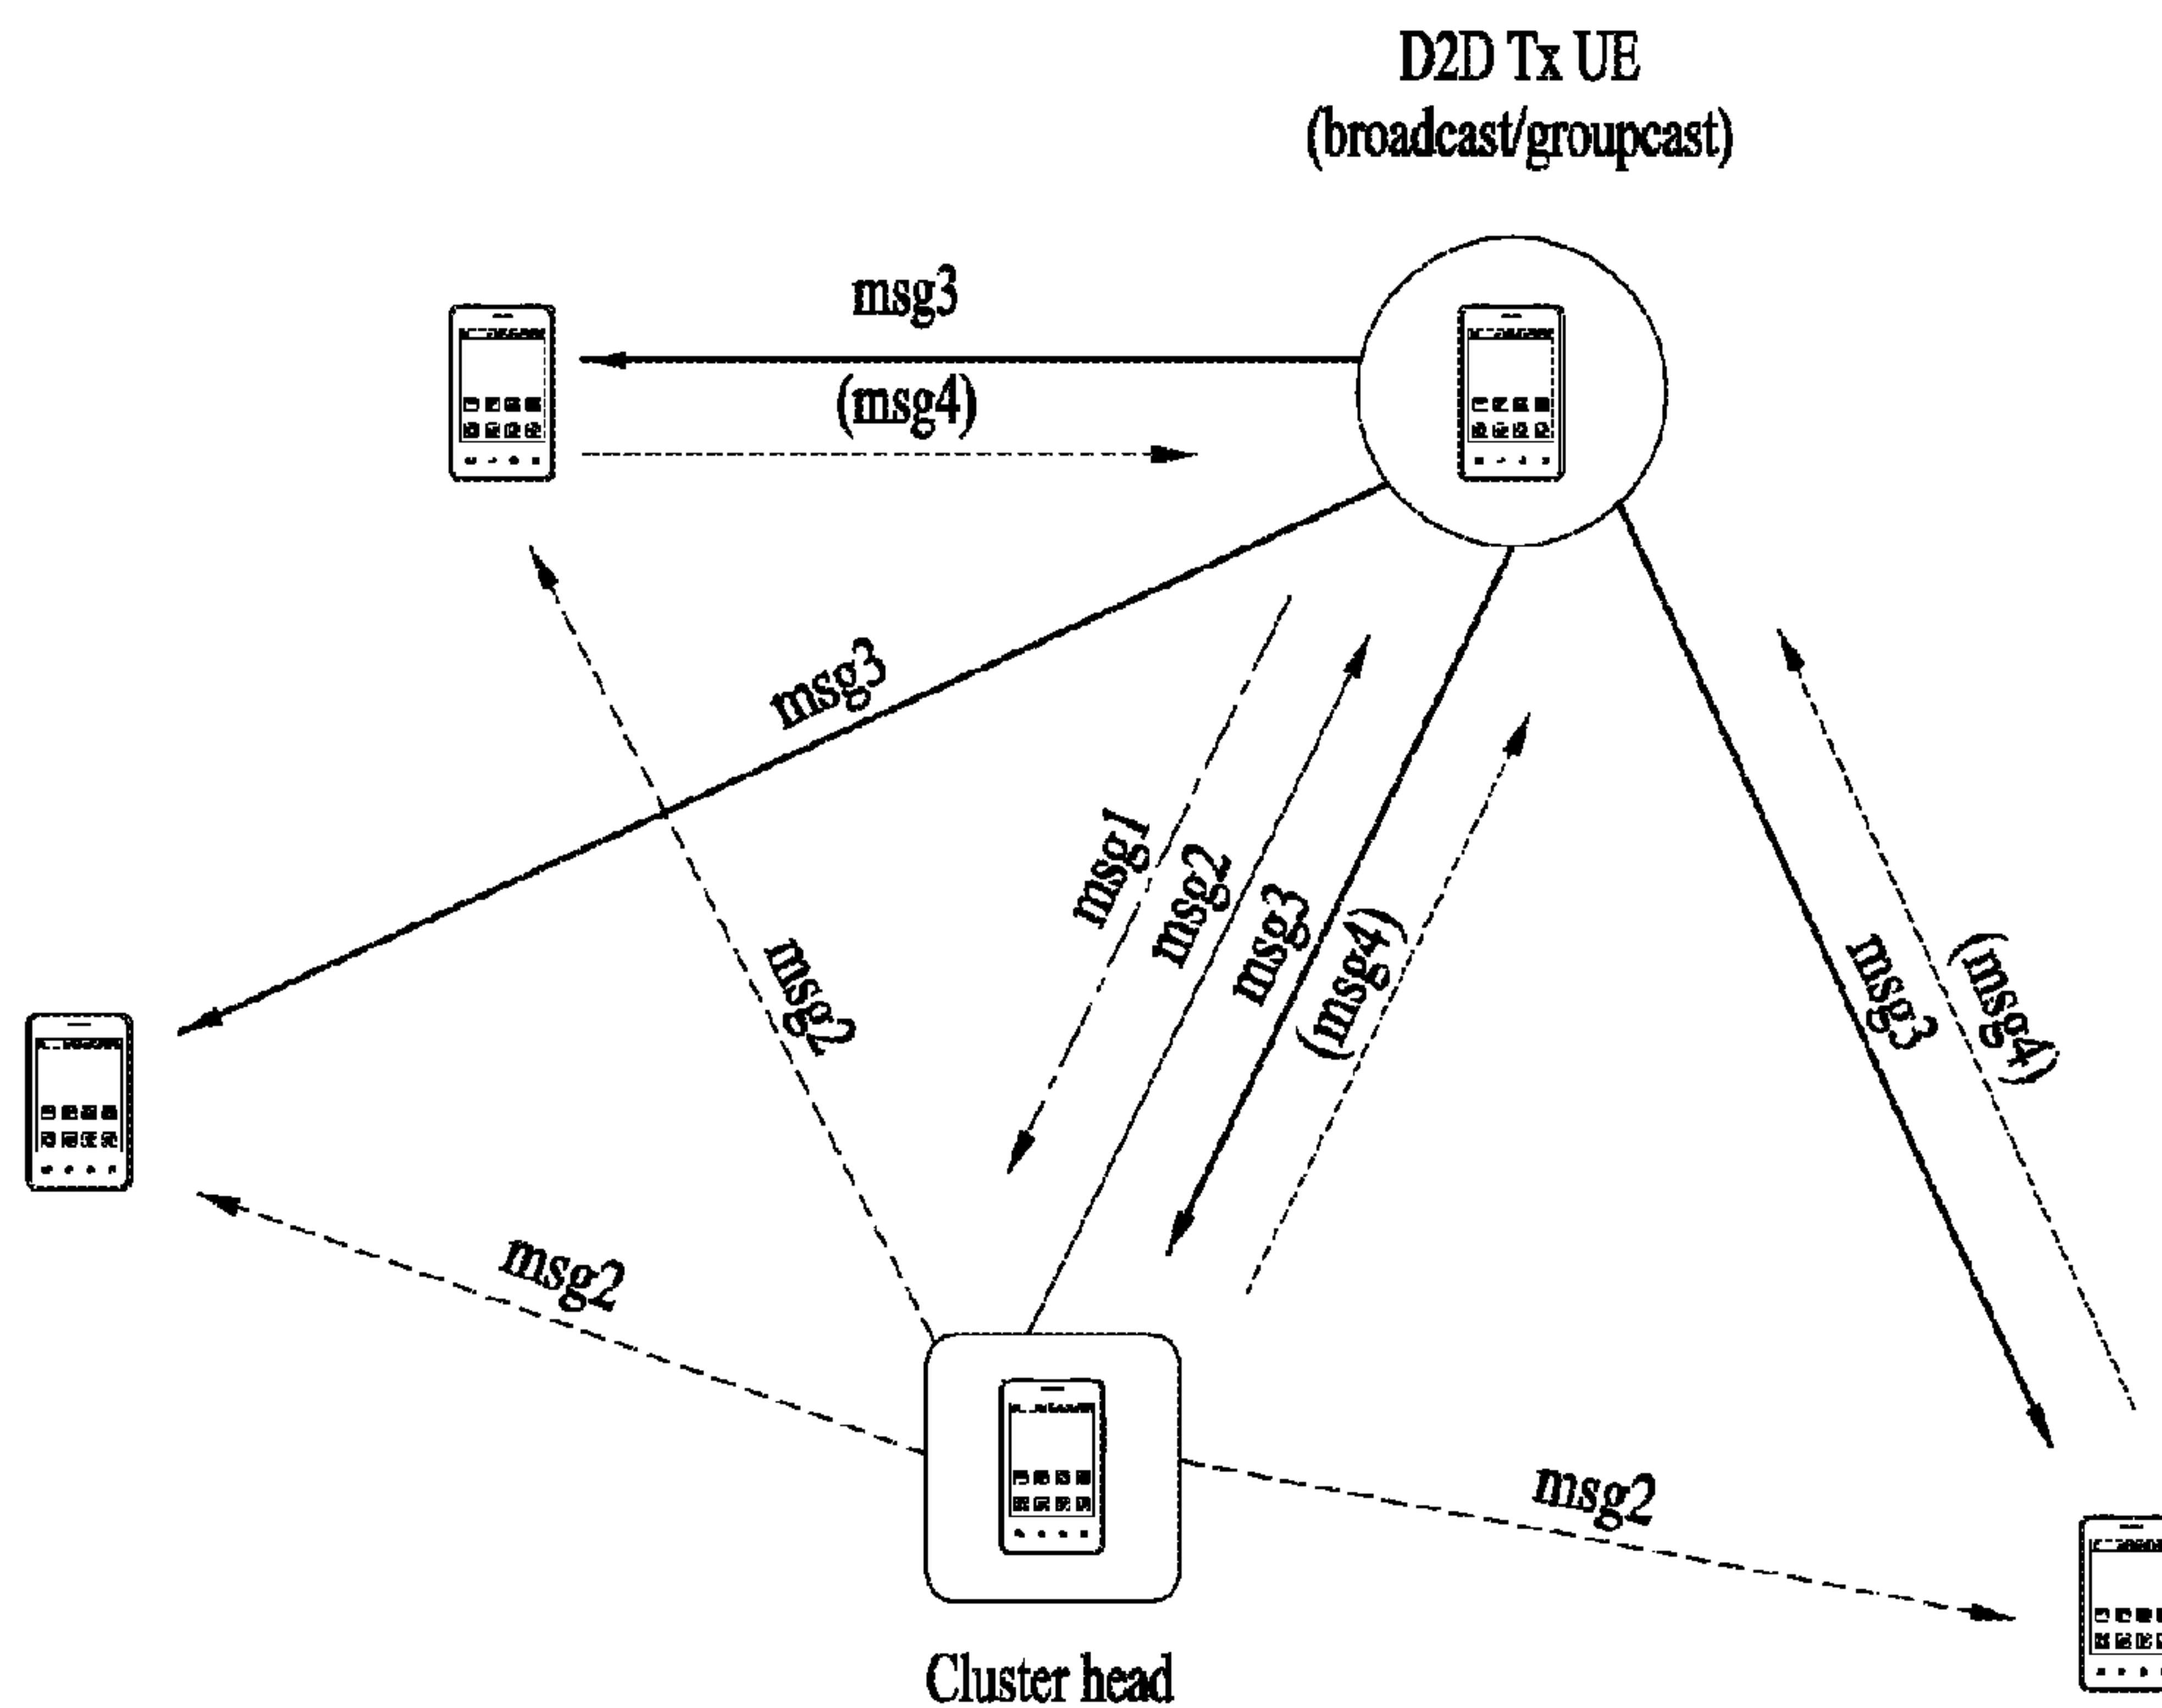 D2D Tx UE
(broadcast/groupcast)
msg3
(msg4)
msg3
msg1
msg2
msg3
(msg4)
msg3
(msg4)
msg2
msg2
msg2
Cluster head